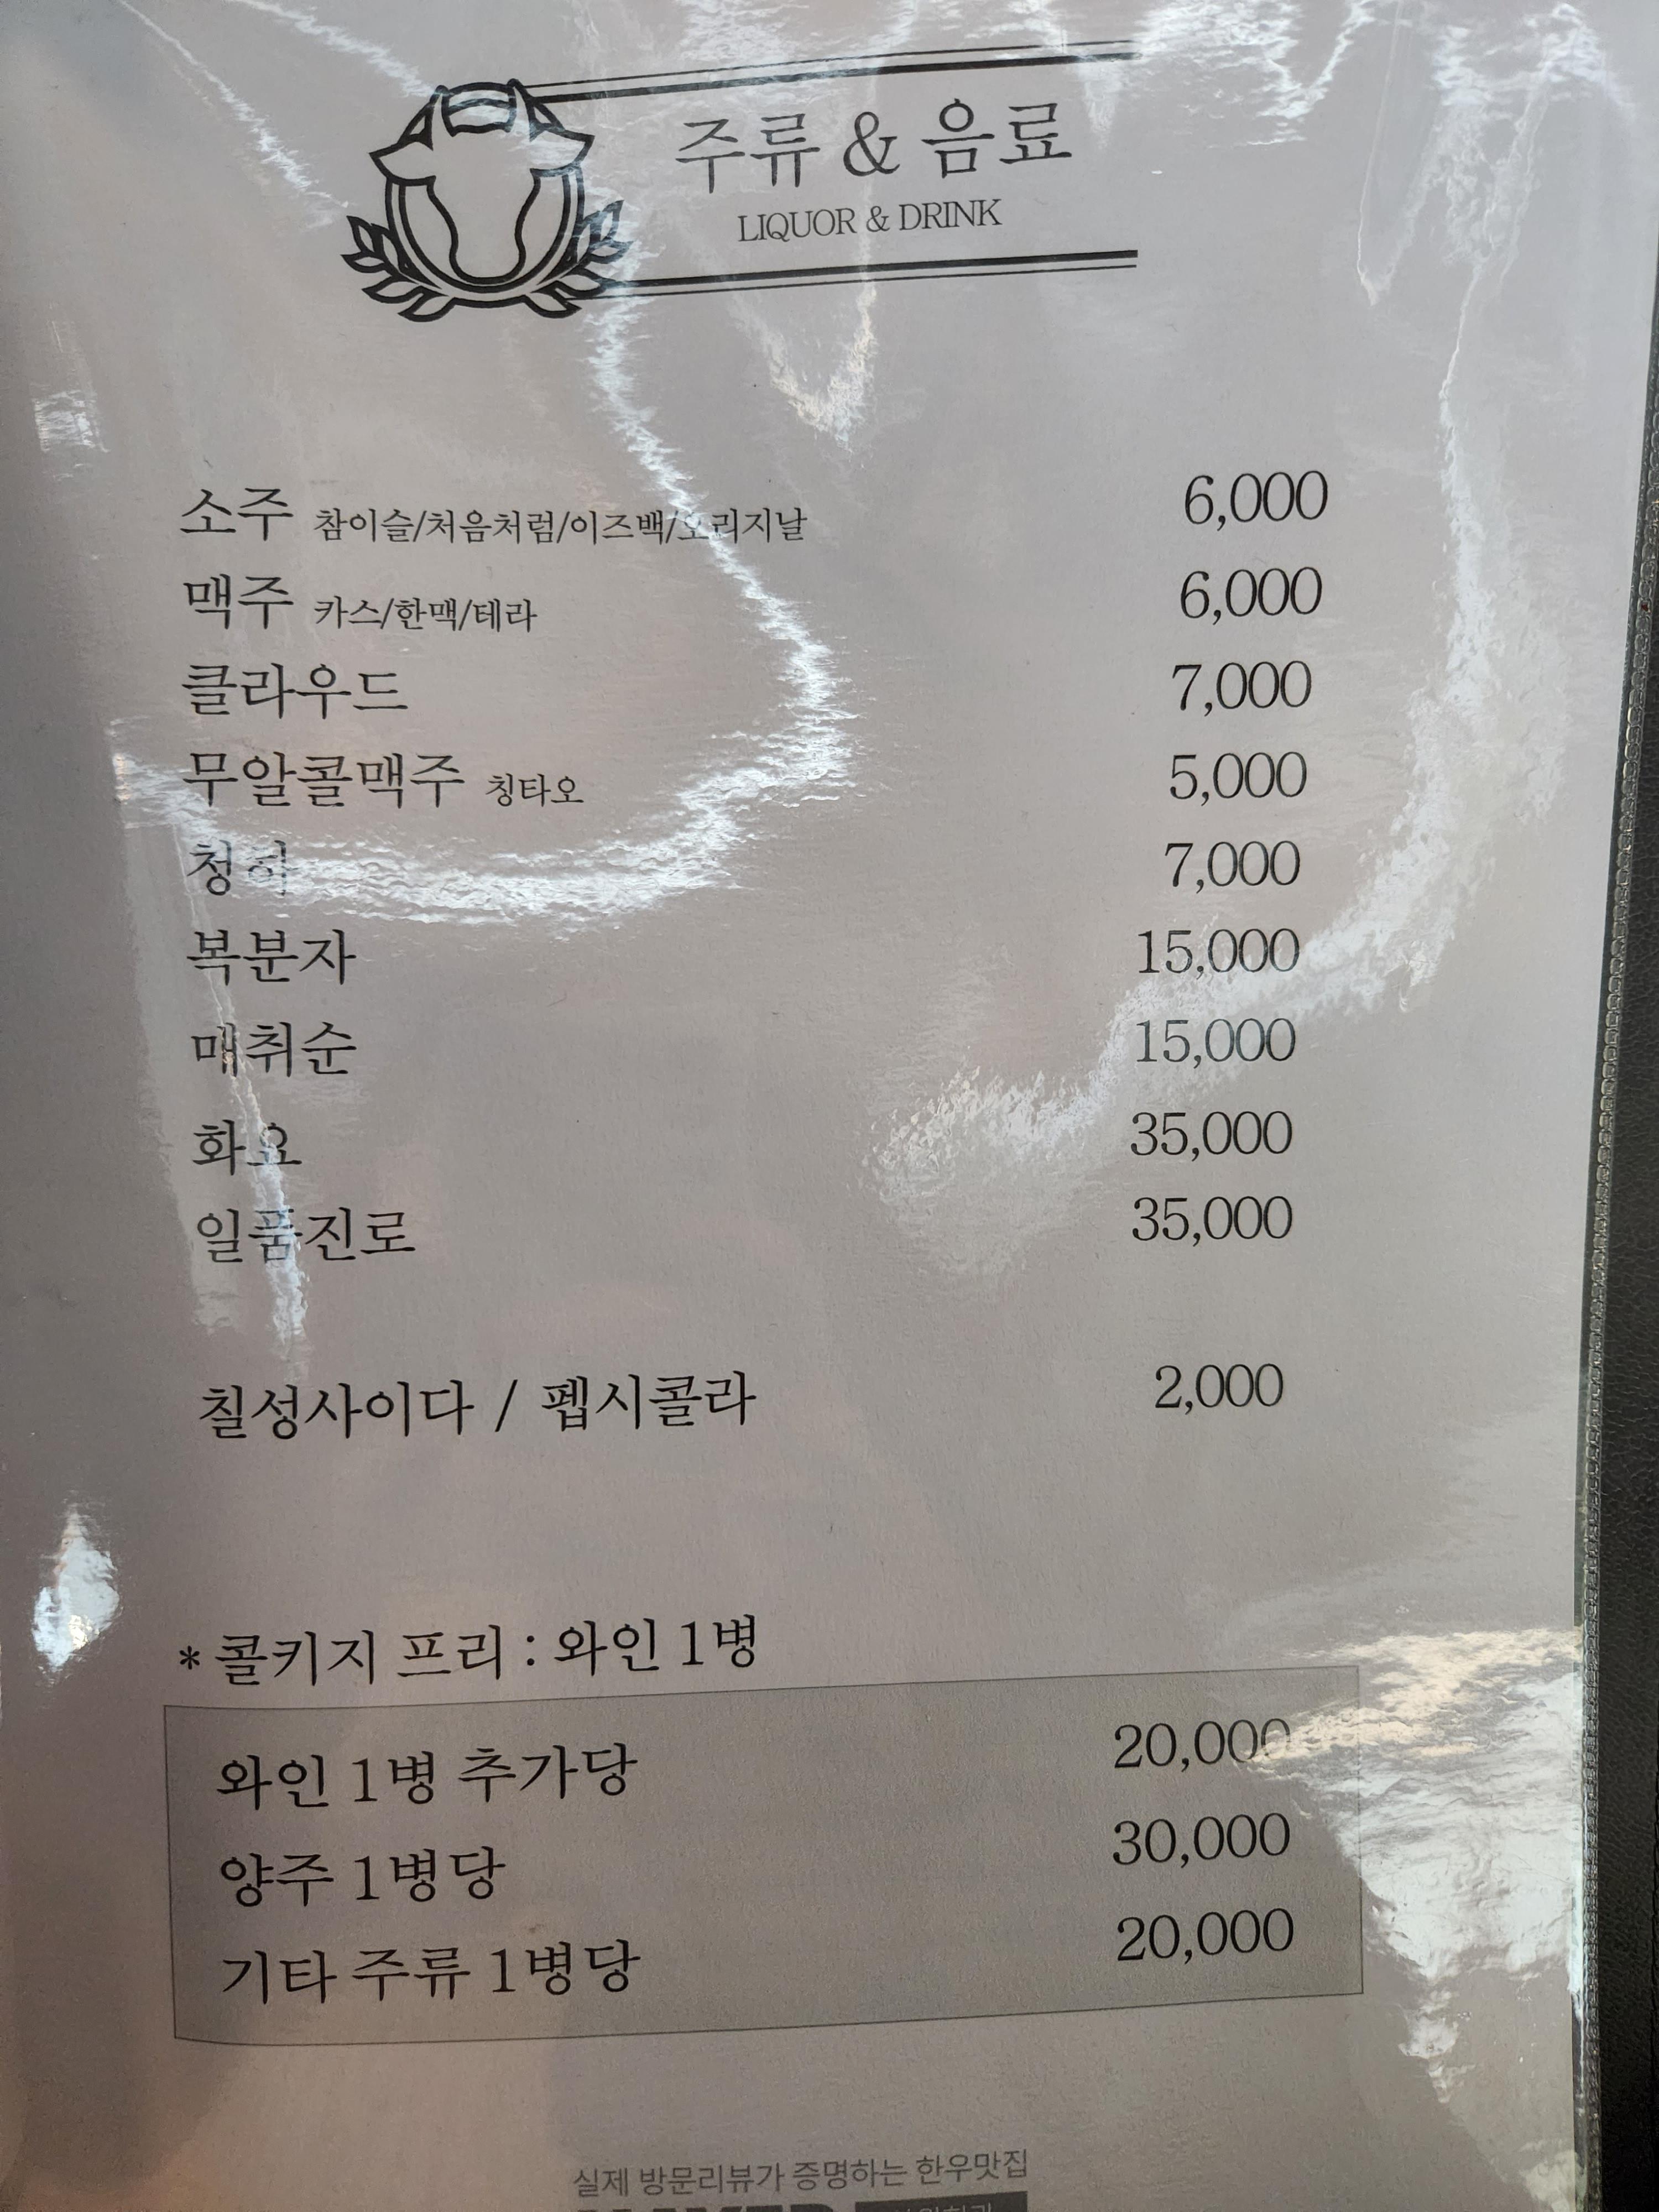 주류 & 음료
LIQUOR & DRINK
소주 참이슬/처음처럼/이즈백/오리지날 6,000
맥주 카스/한맥/테라 6,000
클라우드 7,000
무알콜맥주 칭타오 5,000
청하 7,000
복분자 15,000
매취순 15,000
화요 35,000
일품진로 35,000
칠성사이다 / 펩시콜라 2,000
* 콜키지 프리 : 와인 1병
와인 1병 추가당 20,000
양주 1병당 30,000
기타 주류 1병당 20,000
실제 방문리뷰가 증명하는 한우맛집